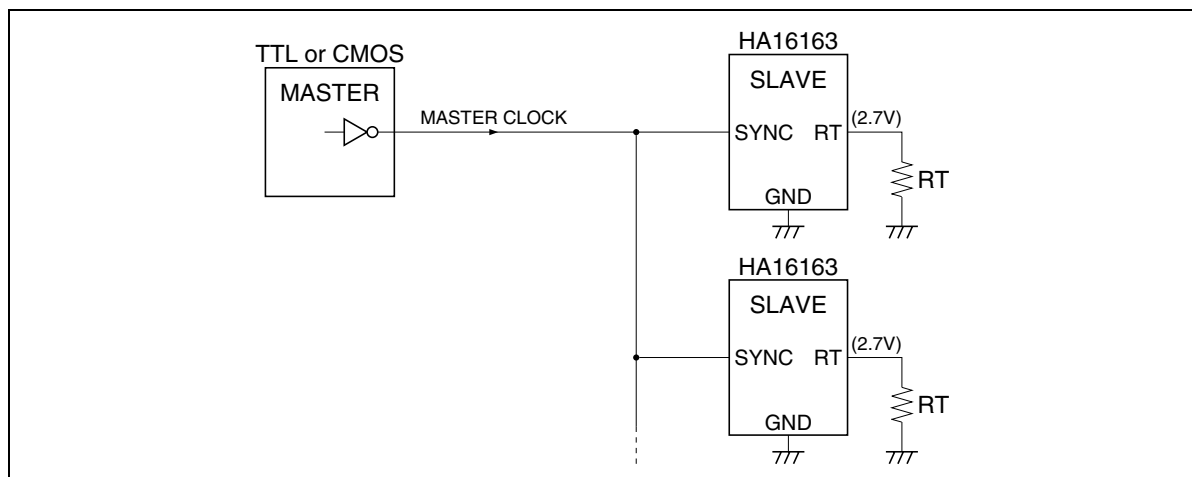 TTL or CMOS
MASTER
MASTER CLOCK
HA16163
SLAVE
SYNC RT
(2.7V)
RT
GND
HA16163
SLAVE
SYNC RT
(2.7V)
RT
GND